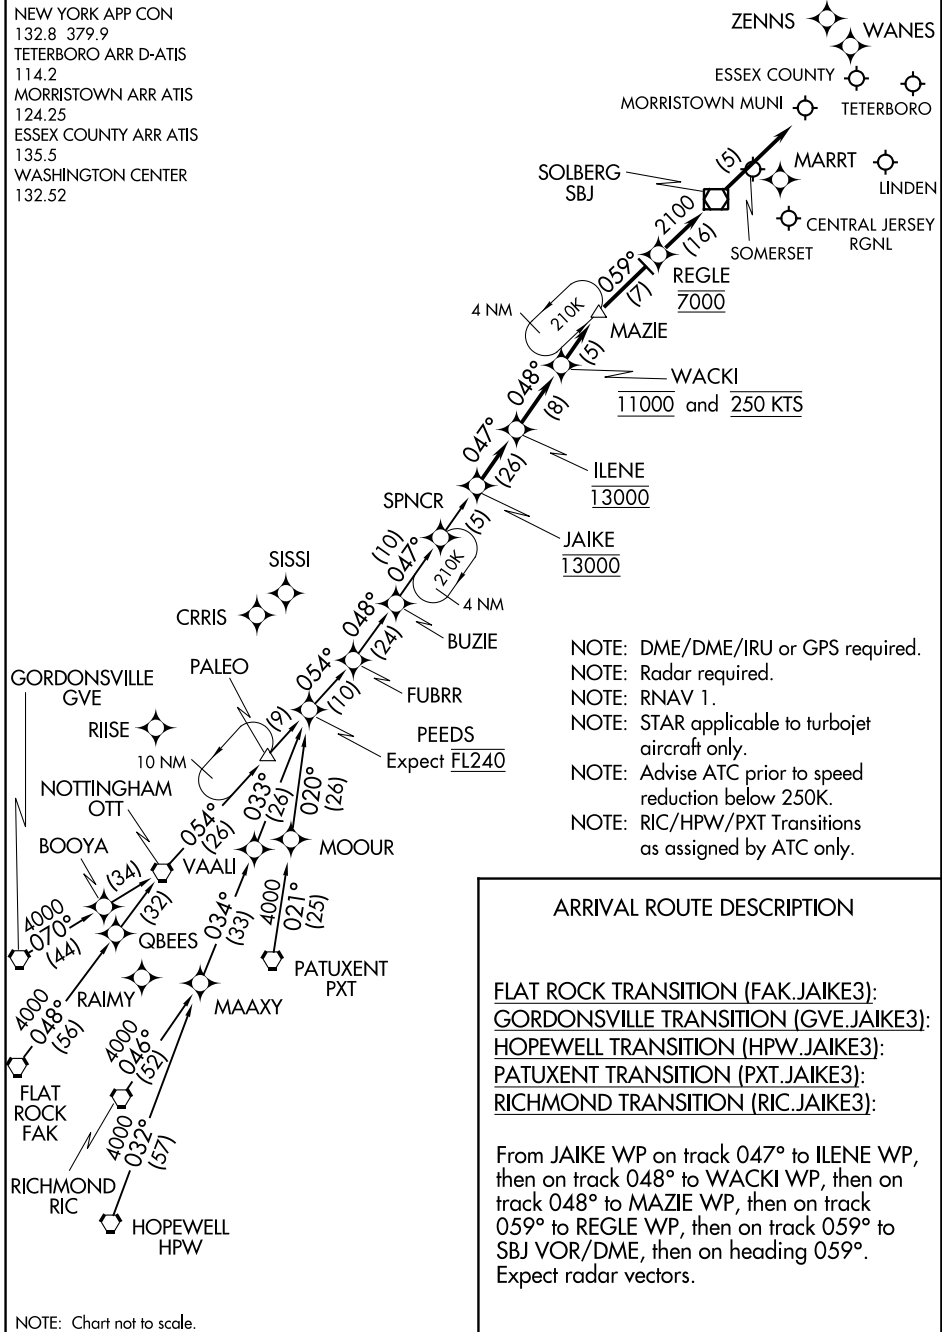 NEW YORK APP CON
132.8 379.9
TETERBORO ARR D-ATIS
114.2
MORRISTOWN ARR ATIS
124.25
ESSEX COUNTY ARR ATIS
135.5
WASHINGTON CENTER
132.52
ZENNS
WANES
ESSEX COUNTY
TETERBORO
MORRISTOWN MUNI
(5)
MARRT
LINDEN
SOLBERG
SBJ
CENTRAL JERSEY
RGNL
SOMERSET
2100
(16)
REGLE
7000
059°
(7)
4 NM
210K
MAZIE
(5)
WACKI
11000 and 250 KTS
048°
(8)
ILENE
13000
047°
(26)
JAIKE
13000
SPNCR
(5)
(10)
047°
210K
4 NM
SISSI
CRRIS
048°
BUZIE
(24)
PALEO
054°
FUBRR
(10)
GORDONSVILLE
GVE
RIISE
(9)
PEEDS
Expect FL240
10 NM
NOTTINGHAM
OTT
033°
(26)
020°
(26)
054°
(26)
BOOYA
VAALI
MOOUR
(34)
(32)
4000
070°
(44)
QBEES
034°
(33)
4000
021°
(25)
PATUXENT
PXT
RAIMY
MAAXY
4000
048°
(56)
4000
046°
(52)
FLAT
ROCK
FAK
4000
032°
(57)
RICHMOND
RIC
HOPEWELL
HPW
NOTE: DME/DME/IRU or GPS required.
NOTE: Radar required.
NOTE: RNAV 1.
NOTE: STAR applicable to turbojet
aircraft only.
NOTE: Advise ATC prior to speed
reduction below 250K.
NOTE: RIC/HPW/PXT Transitions
as assigned by ATC only.
ARRIVAL ROUTE DESCRIPTION
FLAT ROCK TRANSITION (FAK.JAIKE3):
GORDONSVILLE TRANSITION (GVE.JAIKE3):
HOPEWELL TRANSITION (HPW.JAIKE3):
PATUXENT TRANSITION (PXT.JAIKE3):
RICHMOND TRANSITION (RIC.JAIKE3):
From JAIKE WP on track 047° to ILENE WP,
then on track 048° to WACKI WP, then on
track 048° to MAZIE WP, then on track
059° to REGLE WP, then on track 059° to
SBJ VOR/DME, then on heading 059°.
Expect radar vectors.
NOTE: Chart not to scale.